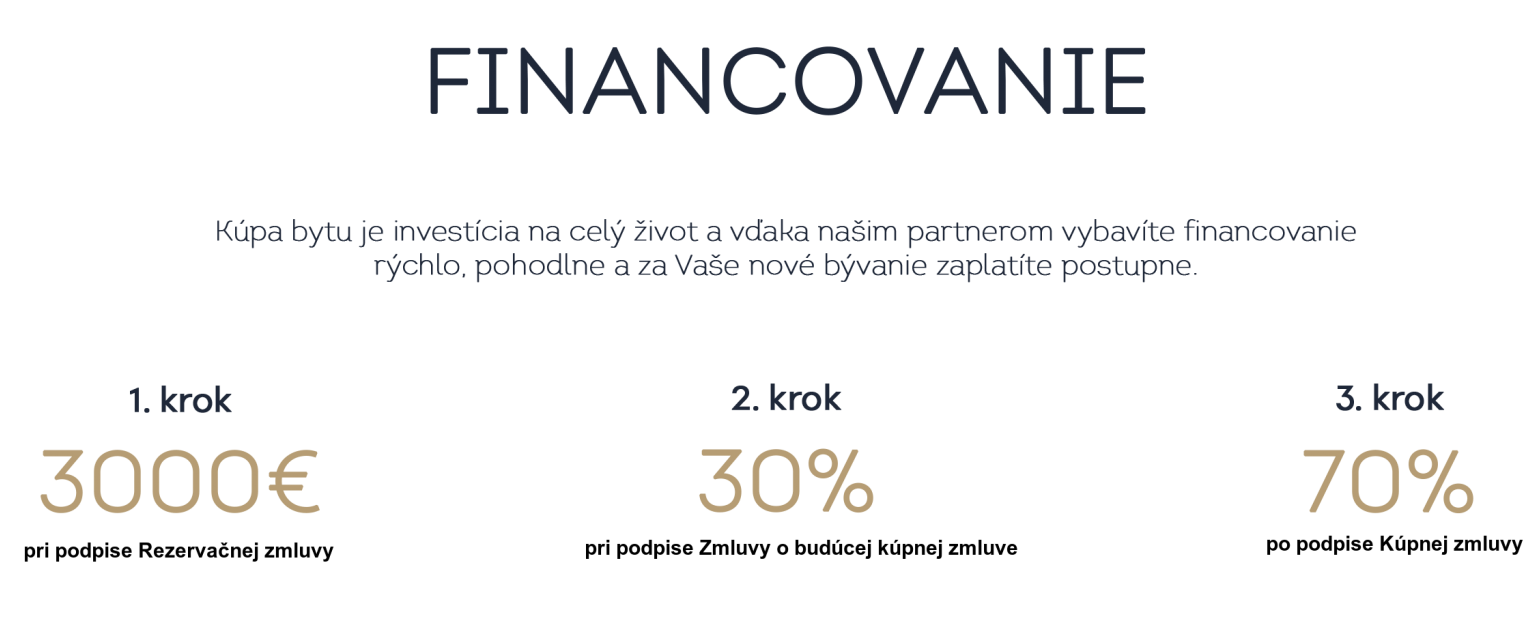 FINANCOVANIE
Kúpa bytu je investícia na celý život a vďaka našim partnerom vybavíte financovanie
rýchlo, pohodlne a za Vaše nové bývanie zaplatíte postupne.
1. krok
3000€
pri podpise Rezervačnej zmluvy
2. krok
30%
pri podpise Zmluvy o budúcej kúpnej zmluve
3. krok
70%
po podpise Kúpnej zmluvy